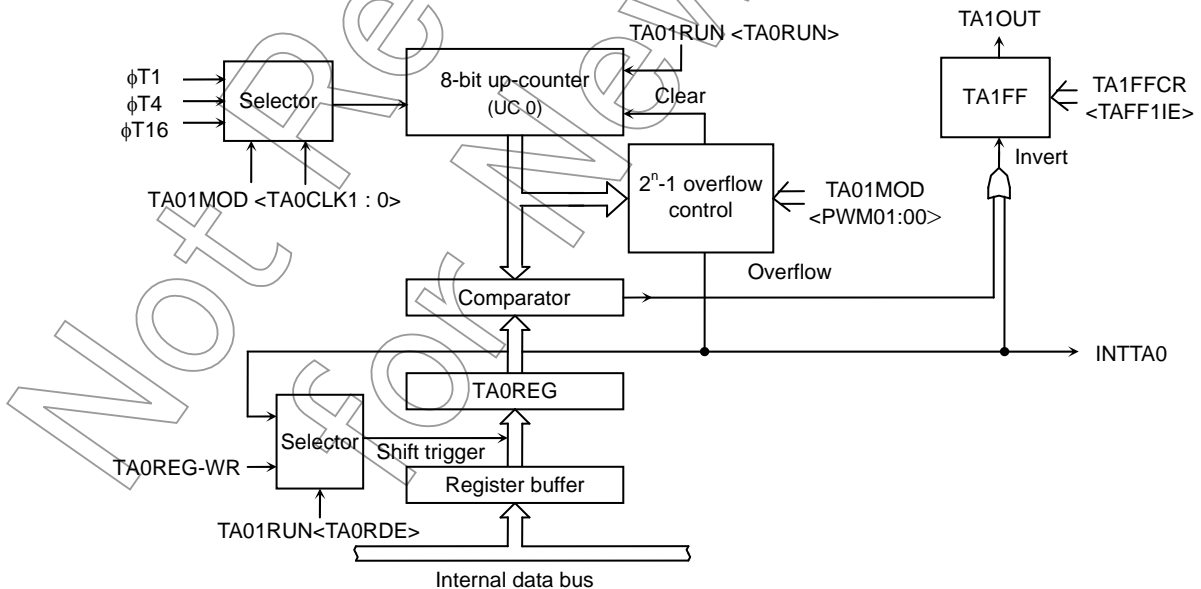 TA1OUT
TA01RUN <TA0RUN>
ϕT1
ϕT4
ϕT16
Selector
8-bit up-counter
(UC 0)
Clear
TA1FF
TA1FFCR
<TAFF1IE>
Invert
TA01MOD <TA0CLK1 : 0>
2ⁿ-1 overflow
control
TA01MOD
<PWM01:00>
Overflow
Comparator
INTTA0
TA0REG
Selector
Shift trigger
TA0REG-WR
Register buffer
TA01RUN<TA0RDE>
Internal data bus